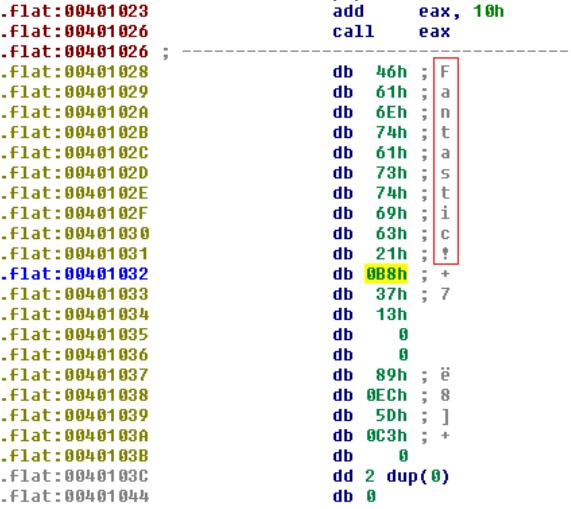 .flat:00401023 add eax, 10h
.flat:00401026 call eax
.flat:00401026 ; ---------------------------------------
.flat:00401028 db 46h ; F
.flat:00401029 db 61h ; a
.flat:0040102A db 6Eh ; n
.flat:0040102B db 74h ; t
.flat:0040102C db 61h ; a
.flat:0040102D db 73h ; s
.flat:0040102E db 74h ; t
.flat:0040102F db 69h ; i
.flat:00401030 db 63h ; c
.flat:00401031 db 21h ; !
.flat:00401032 db 0B8h ; +
.flat:00401033 db 37h ; 7
.flat:00401034 db 13h
.flat:00401035 db 0
.flat:00401036 db 0
.flat:00401037 db 89h ; ë
.flat:00401038 db 0ECh ; 8
.flat:00401039 db 5Dh ; ]
.flat:0040103A db 0C3h ; +
.flat:0040103B db 0
.flat:0040103C dd 2 dup(0)
.flat:00401044 db 0